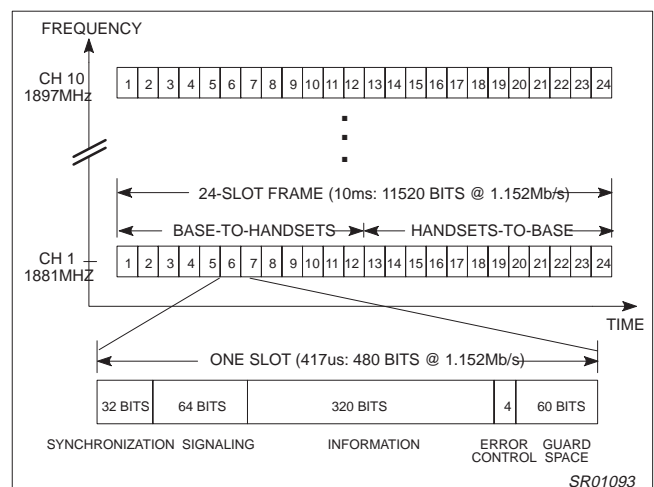 FREQUENCY
CH 10
1897MHz
1 2 3 4 5 6 7 8 9 10 11 12 13 14 15 16 17 18 19 20 21 22 23 24
24-SLOT FRAME (10ms: 11520 BITS @ 1.152Mb/s)
BASE-TO-HANDSETS HANDSETS-TO-BASE
CH 1
1881MHZ
1 2 3 4 5 6 7 8 9 10 11 12 13 14 15 16 17 18 19 20 21 22 23 24
TIME
ONE SLOT (417us: 480 BITS @ 1.152Mb/s)
32 BITS 64 BITS 320 BITS 4 60 BITS
SYNCHRONIZATION SIGNALING INFORMATION ERROR CONTROL GUARD SPACE
SR01093